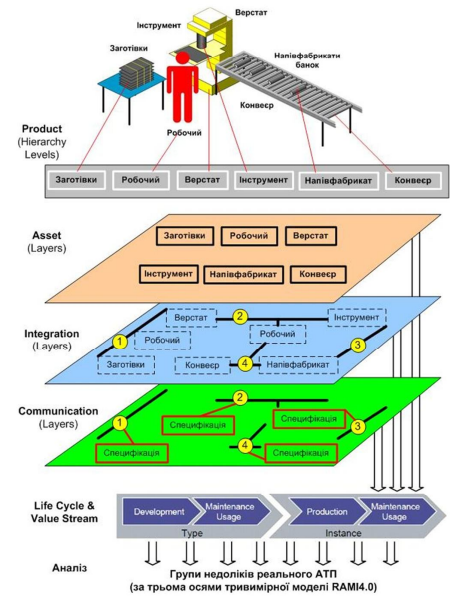 Верстат
Інструмент
Заготівки
Напівфабрикати
банок
Конвеєр
Робочий
Product
(Hierarchy
Levels)
Заготівки Робочий Верстат Інструмент Напівфабрикат Конвеєр
Asset
(Layers)
Заготівки Робочий Верстат
Інструмент Напівфабрикат Конвеєр
Integration
(Layers)
Верстат 2 Інструмент
1 Робочий Робочий 3
Заготівки Конвеєр 4 Напівфабрикат
Communication
(Layers)
2
1 Специфікація Специфікація 3
4
Специфікація Специфікація
Life Cycle &
Value Stream
Development Maintenance
Usage
Production Maintenance
Usage
Type Instance
Аналіз
Групи недоліків реального АТП
(за трьома осями тривимірної моделі RAMI4.0)